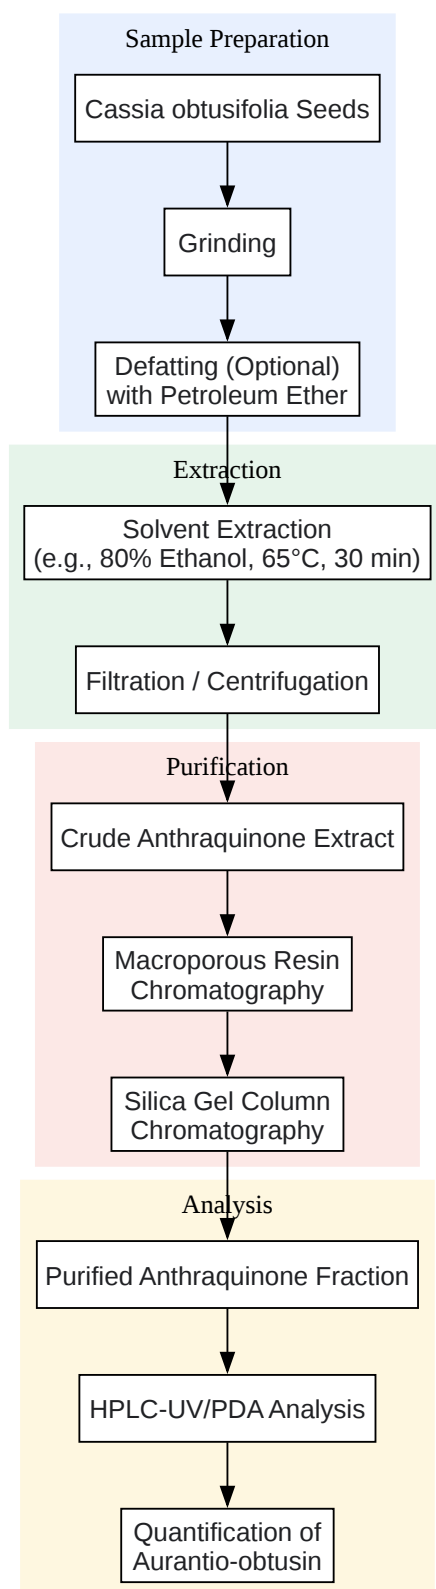 Sample Preparation
Cassia obtusifolia Seeds
Grinding
Defatting (Optional)
with Petroleum Ether
Extraction
Solvent Extraction
(e.g., 80% Ethanol, 65°C, 30 min)
Filtration / Centrifugation
Purification
Crude Anthraquinone Extract
Macroporous Resin
Chromatography
Silica Gel Column
Chromatography
Analysis
Purified Anthraquinone Fraction
HPLC-UV/PDA Analysis
Quantification of
Aurantio-obtusin